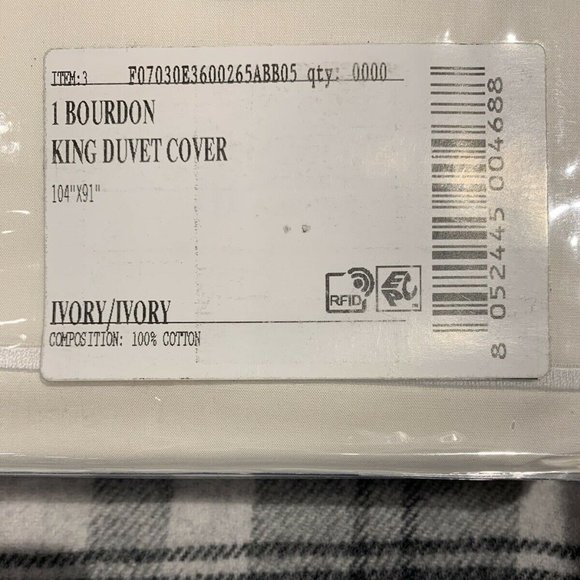 ITEM:3 F07030E3600265ABB05 qty: 0000
1 BOURDON
KING DUVET COVER
104"X91"
RFID
EPC
IVORY/IVORY
COMPOSITION: 100% COTTON
8 052445 004688